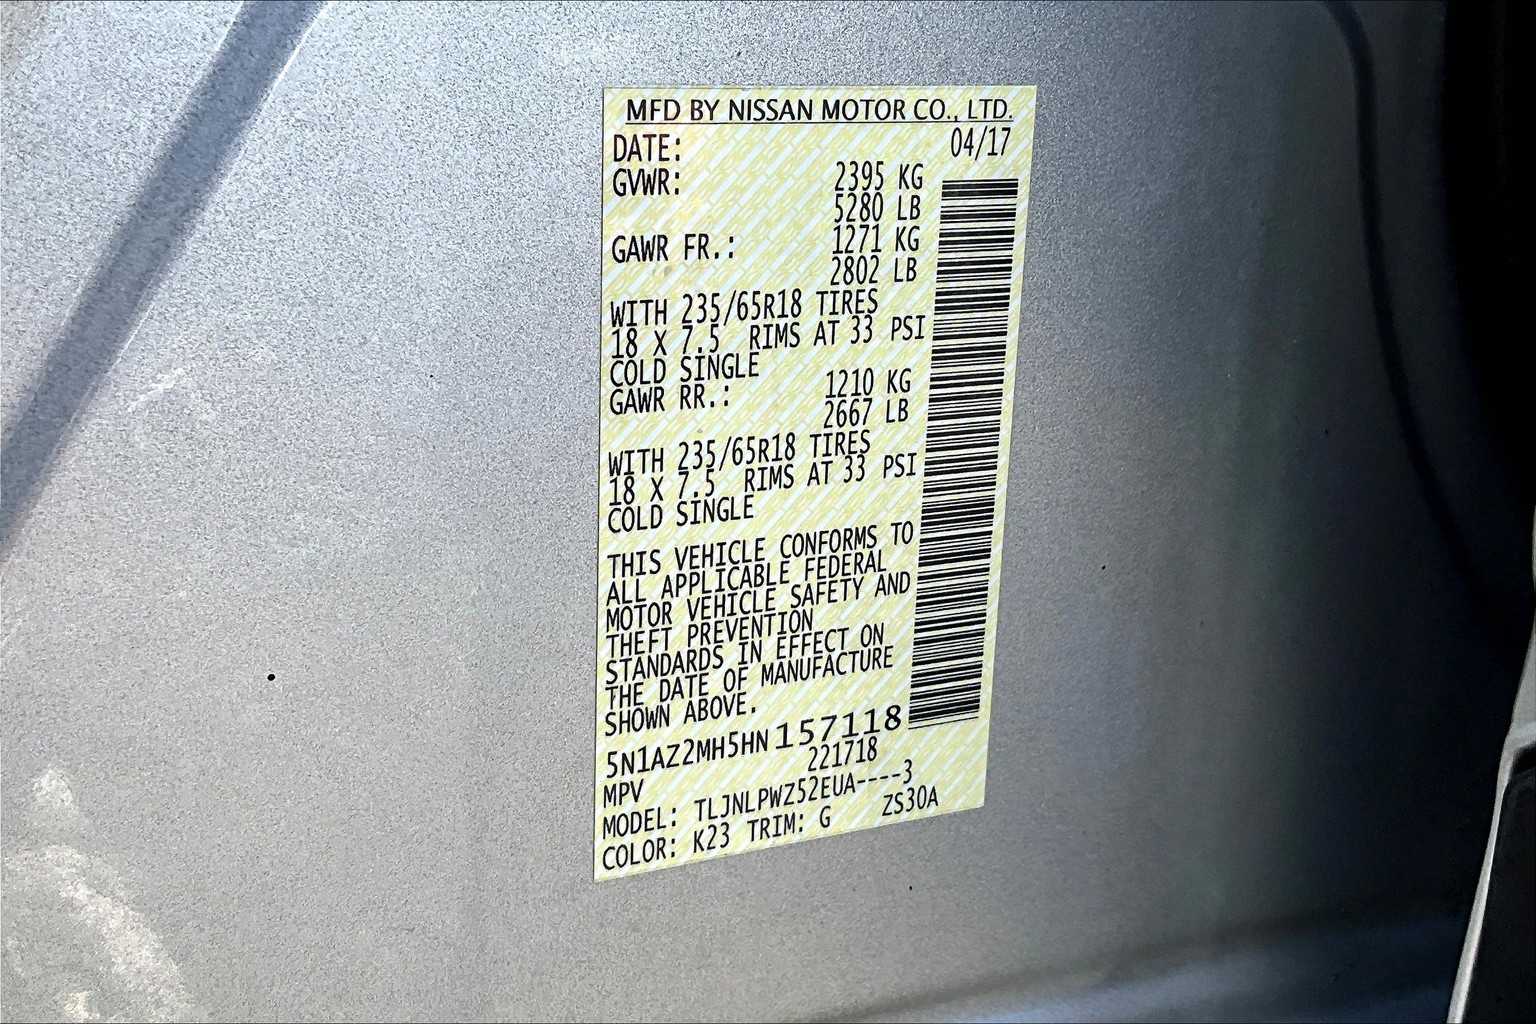 MFD BY NISSAN MOTOR CO., LTD.
DATE: 04/17
GVWR: 2395 KG
5280 LB
GAWR FR.: 1271 KG
2802 LB
WITH 235/65R18 TIRES
18 X 7.5 RIMS AT 33 PSI
COLD SINGLE
GAWR RR.: 1210 KG
2667 LB
WITH 235/65R18 TIRES
18 X 7.5 RIMS AT 33 PSI
COLD SINGLE
THIS VEHICLE CONFORMS TO
ALL APPLICABLE FEDERAL
MOTOR VEHICLE SAFETY AND
THEFT PREVENTION
STANDARDS IN EFFECT ON
THE DATE OF MANUFACTURE
SHOWN ABOVE.
5N1AZ2MH5HN157118
MPV 221718
MODEL: TLJNLPWZ52EUA----3
COLOR: K23 TRIM: G ZS30A